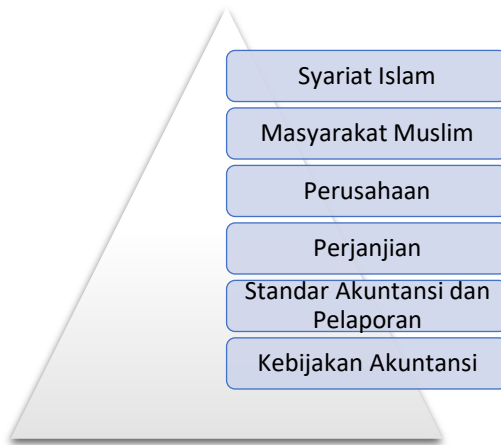 Syariat Islam
Masyarakat Muslim
Perusahaan
Perjanjian
Standar Akuntansi dan
Pelaporan
Kebijakan Akuntansi